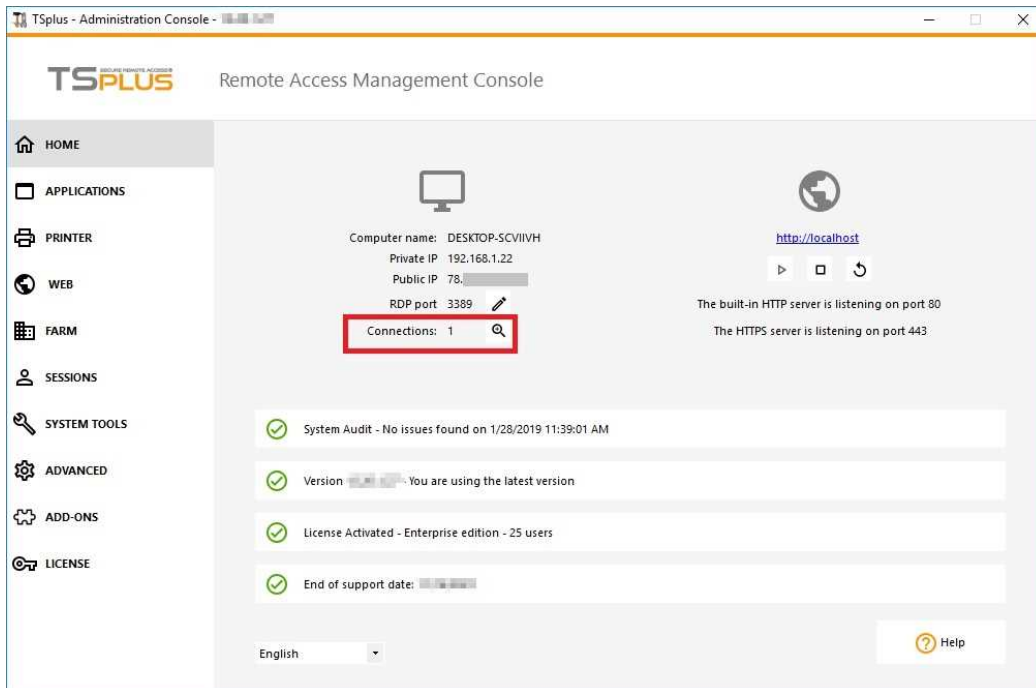 TSplus - Administration Console -
TSPLUS SECURE REMOTE ACCESS®
Remote Access Management Console
HOME
APPLICATIONS
PRINTER
WEB
FARM
SESSIONS
SYSTEM TOOLS
ADVANCED
ADD-ONS
LICENSE
Computer name: DESKTOP-SCVIIVH
Private IP 192.168.1.22
Public IP 78.
RDP port 3389
Connections: 1
http://localhost
The built-in HTTP server is listening on port 80
The HTTPS server is listening on port 443
System Audit - No issues found on 1/28/2019 11:39:01 AM
Version - You are using the latest version
License Activated - Enterprise edition - 25 users
End of support date:
English
Help